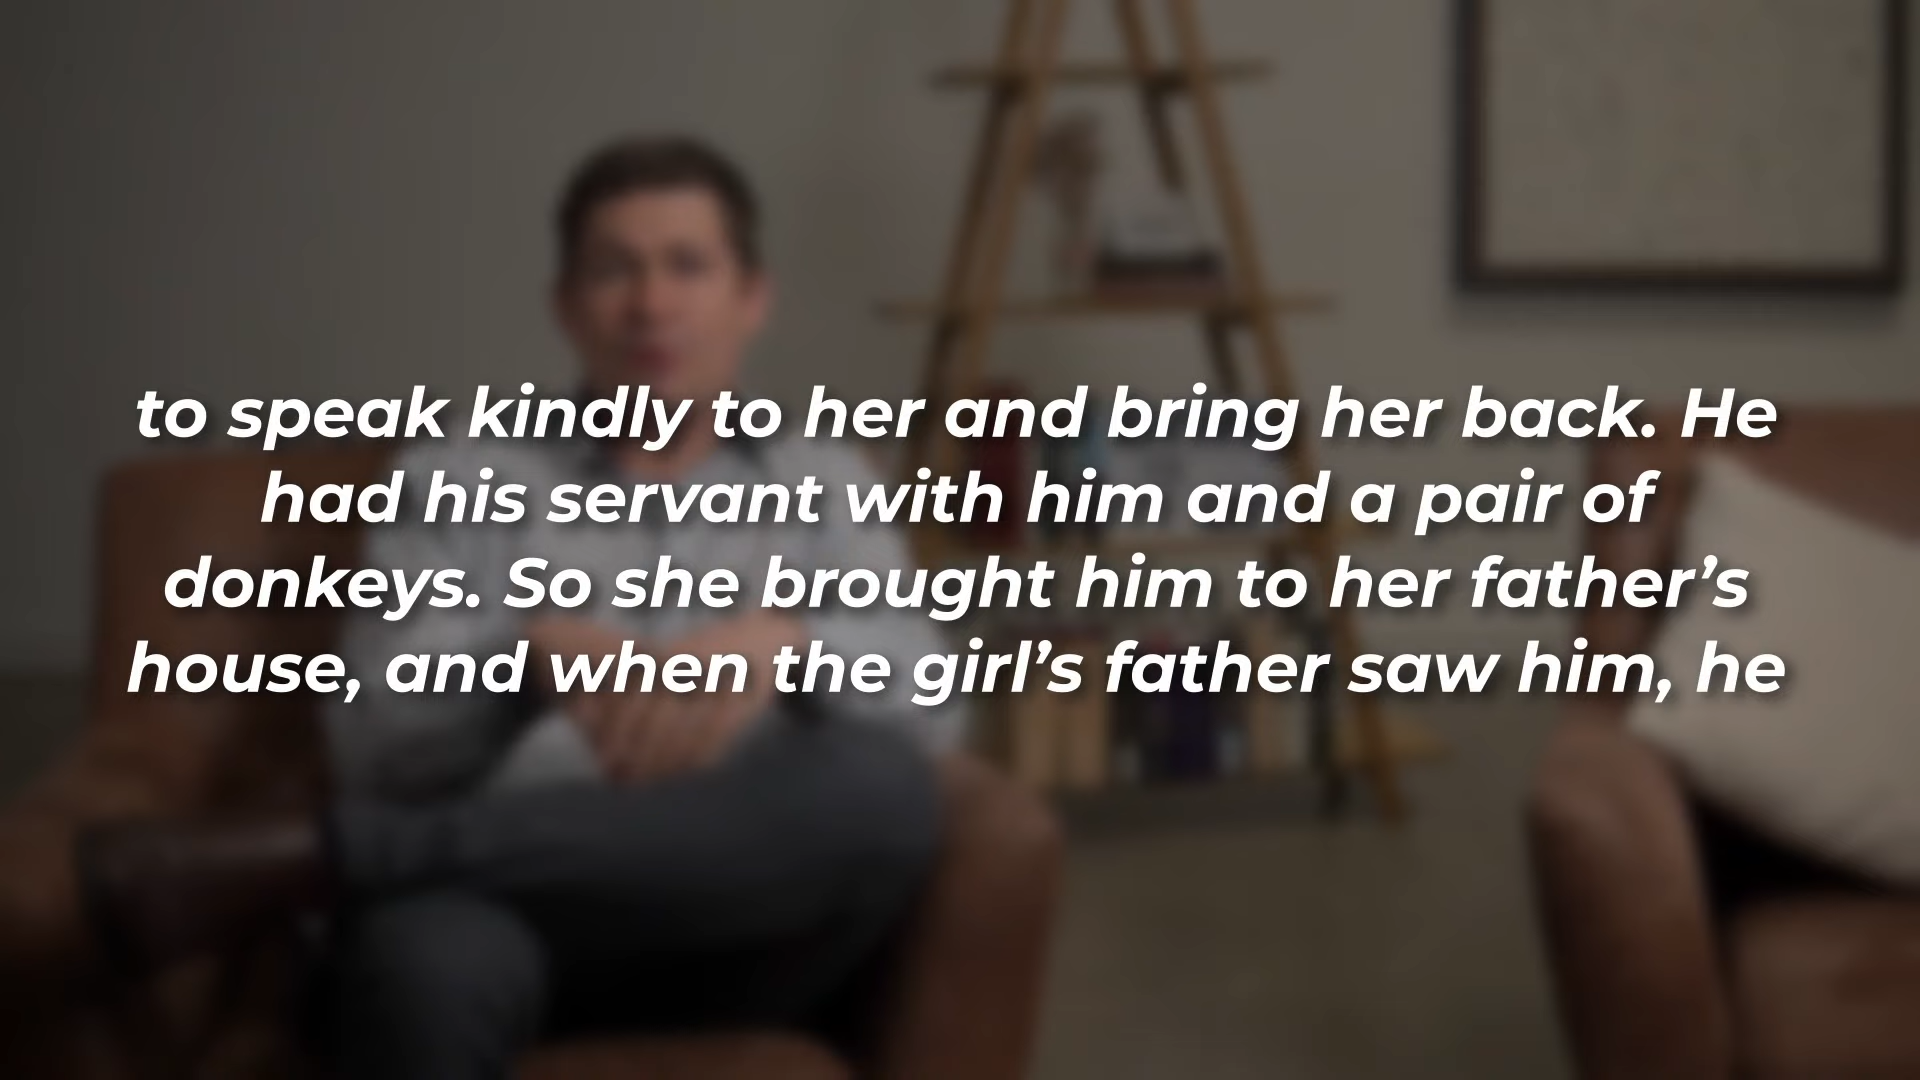 to speak kindly to her and bring her back. He
had his servant with him and a pair of
donkeys. So she brought him to her father’s
house, and when the girl’s father saw him, he